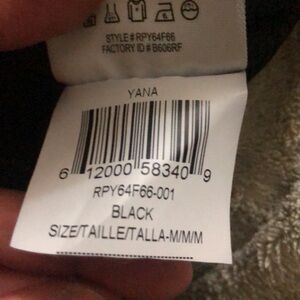 STYLE # RPY64F66
FACTORY ID # B606RF
YANA
6 12000 58340 9
RPY64F66-001
BLACK
SIZE/TAILLE/TALLA-M/M/M